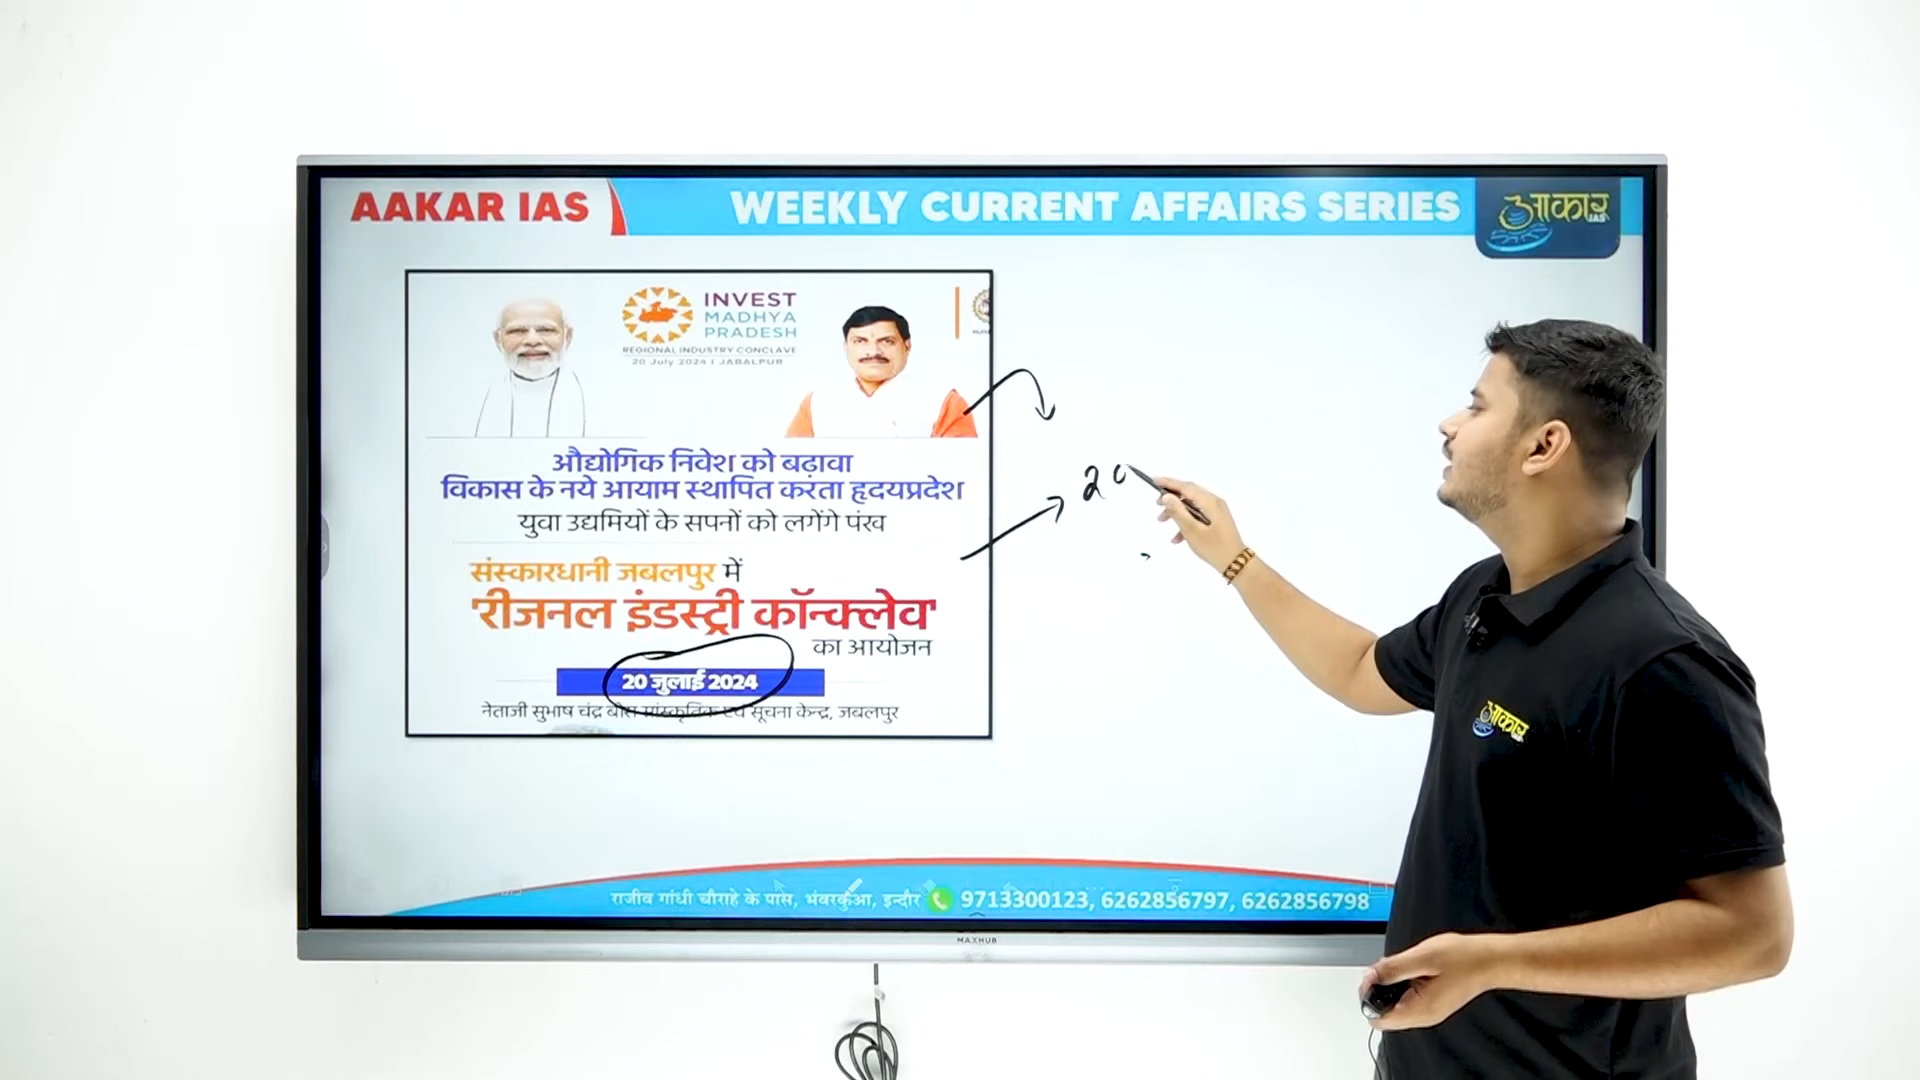 AAKAR IAS
WEEKLY CURRENT AFFAIRS SERIES
आकार
IAS
INVEST
MADHYA
PRADESH
REGIONAL INDUSTRY CONCLAVE
20 July 2024 | JABALPUR
औद्योगिक निवेश को बढ़ावा
विकास के नये आयाम स्थापित करता हृदयप्रदेश
युवा उद्यमियों के सपनों को लगेंगे पंख
संस्कारधानी जबलपुर में
'रीजनल इंडस्ट्री कॉन्क्लेव'
का आयोजन
20 जुलाई 2024
नेताजी सुभाष चंद्र बोस सांस्कृतिक एवं सूचना केन्द्र, जबलपुर
20
राजीव गांधी चौराहे के पास, भंवरकुँआ, इन्दौर 9713300123, 6262856797, 6262856798
MAXHUB
आकार